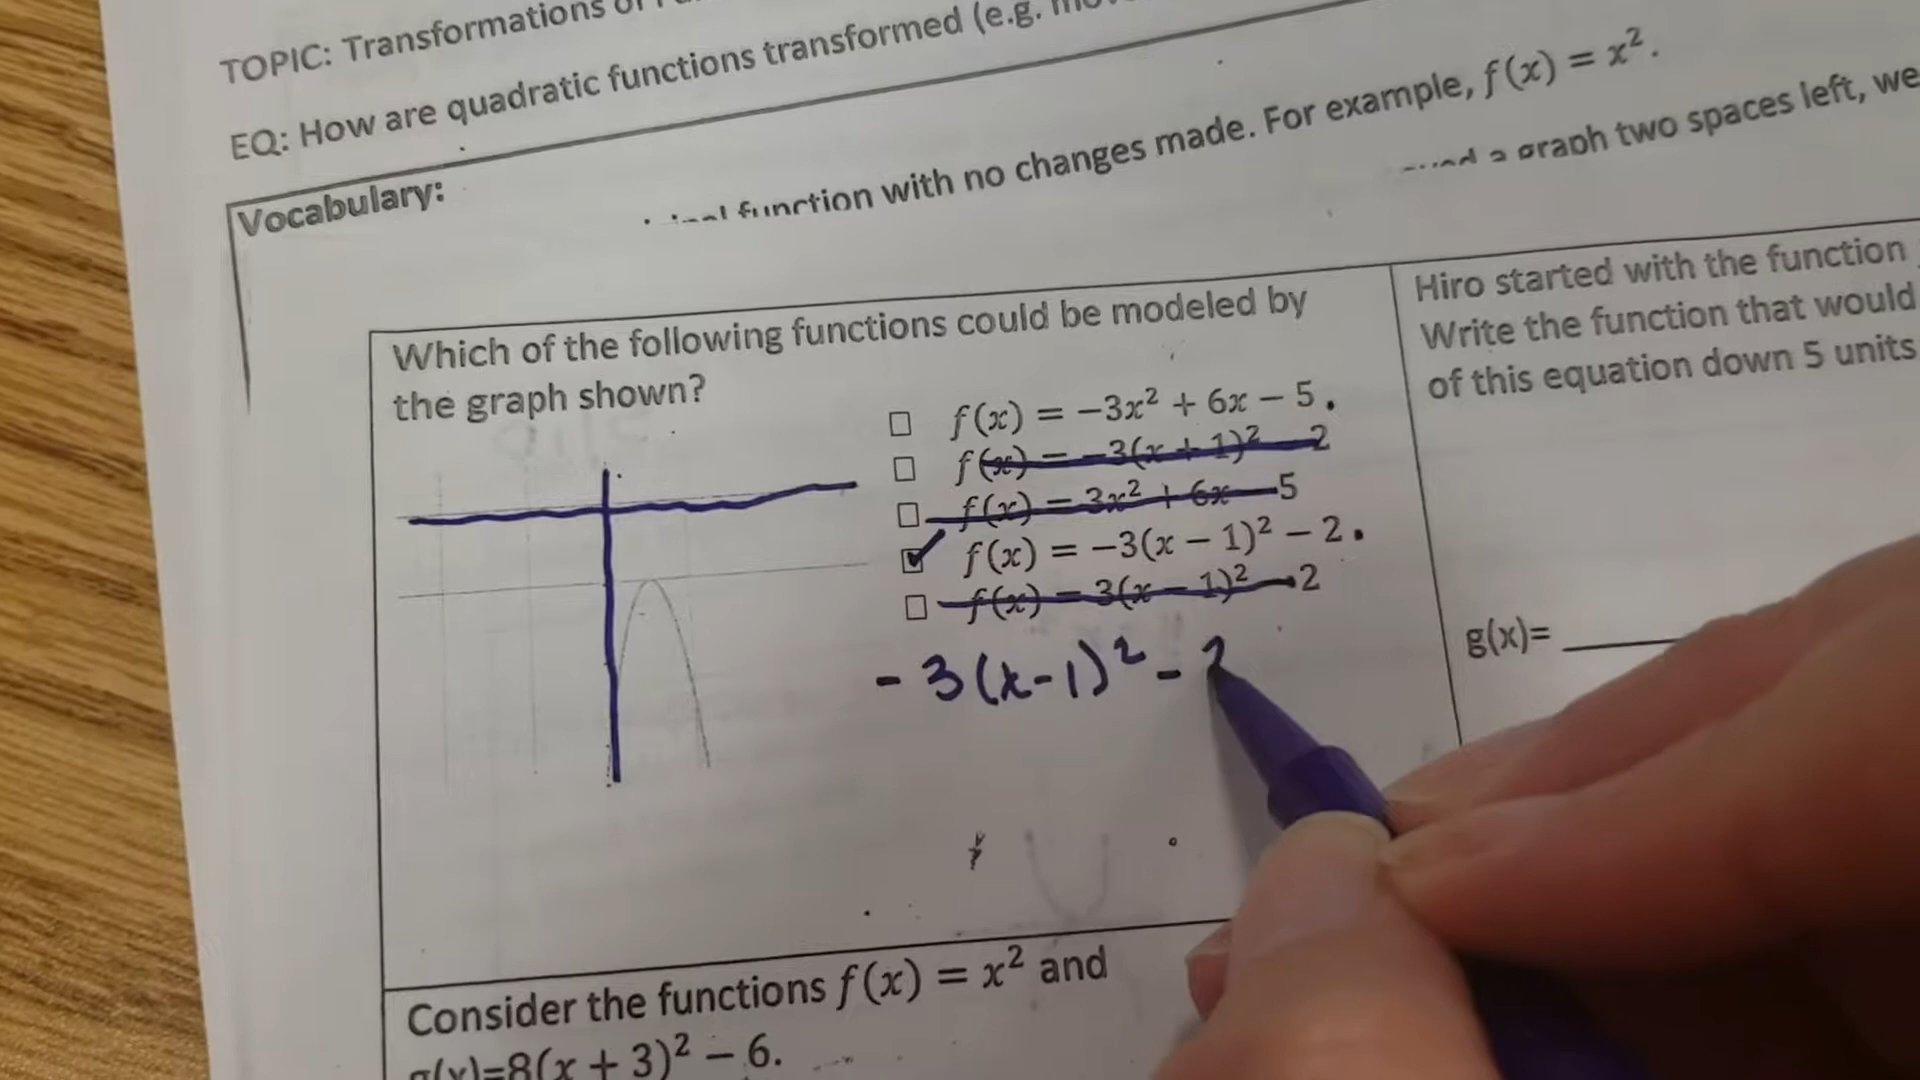 TOPIC: Transformations of
EQ: How are quadratic functions transformed (e.g.
Vocabulary:
function with no changes made. For example, f(x) = x².
a graph two spaces left, we
Which of the following functions could be modeled by
the graph shown?
☐ f(x) = −3x² + 6x − 5.
☐ f(x) = −3(x + 1)² − 2
☐ f(x) = 3x² + 6x − 5
☑ f(x) = −3(x − 1)² − 2.
☐ f(x) = 3(x − 1)² − 2
- 3(x-1)² - 2
Hiro started with the function
Write the function that would
of this equation down 5 units
g(x)= ______
Consider the functions f(x) = x² and
g(x)=8(x + 3)² − 6.